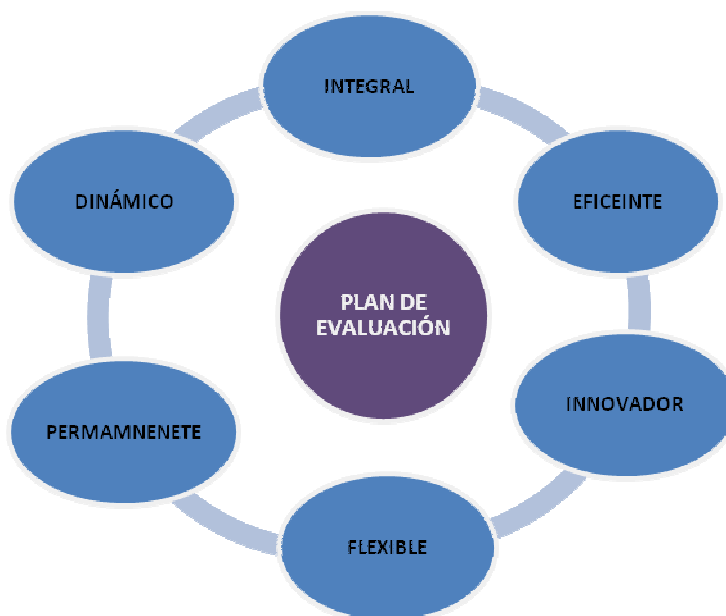 INTEGRAL
DINÁMICO
EFICEINTE
PLAN DE
EVALUACIÓN
INNOVADOR
PERMAMNENETE
FLEXIBLE